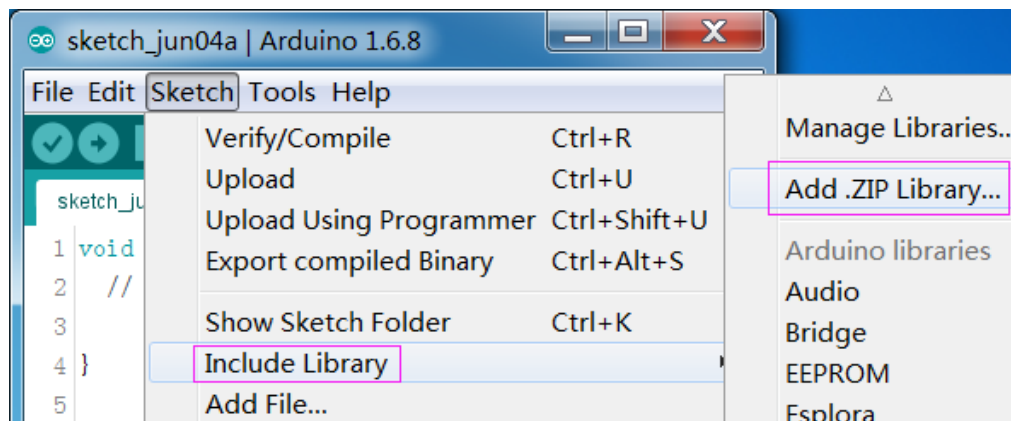 sketch_jun04a | Arduino 1.6.8
File Edit Sketch Tools Help
Verify/Compile Ctrl+R
Upload Ctrl+U
Upload Using Programmer Ctrl+Shift+U
Export compiled Binary Ctrl+Alt+S
Show Sketch Folder Ctrl+K
Include Library
Add File...
sketch_ju
1 void
2 //
3
4 }
5
Manage Libraries..
Add .ZIP Library...
Arduino libraries
Audio
Bridge
EEPROM
Esplora